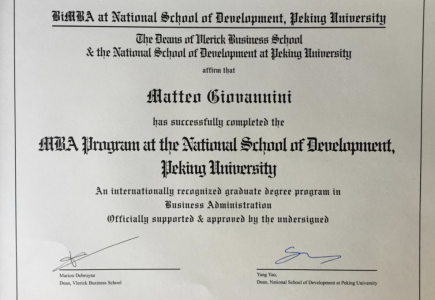 BiMBA at National School of Development, Peking University
The Deans of Vlerick Business School
& the National School of Development at Peking University
affirm that
Matteo Giovannini
has successfully completed the
MBA Program at the National School of Development,
Peking University
An internationally recognized graduate degree program in
Business Administration
Officially supported & approved by the undersigned
Marion Debruyne
Dean, Vlerick Business School
Yang Yao,
Dean, National School of Development at Peking University